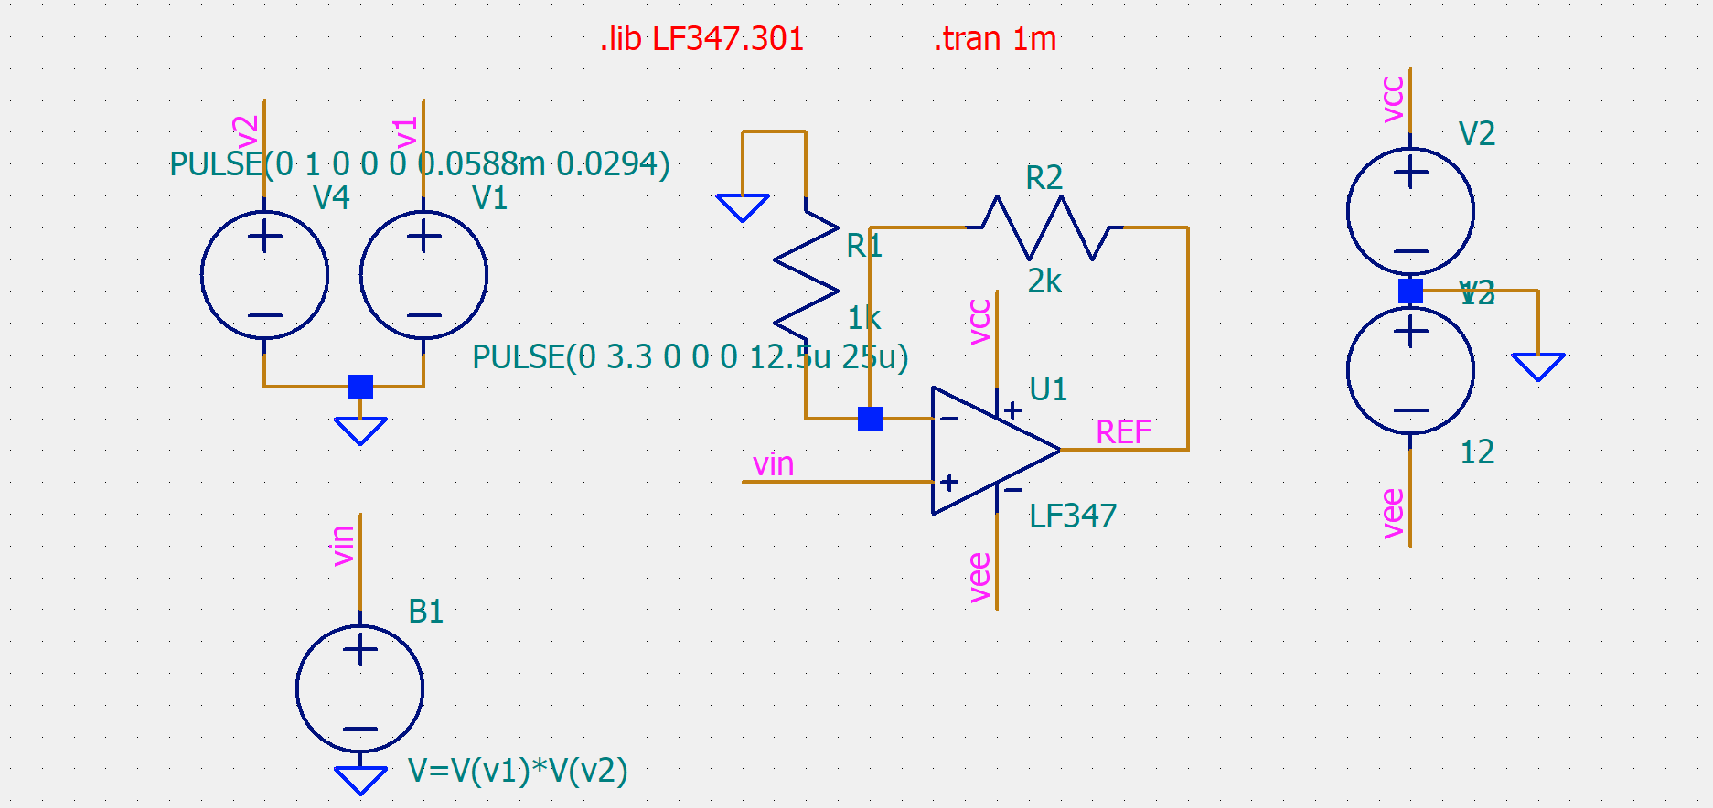 .lib LF347.301
.tran 1m
v2
v1
vcc
PULSE(0 1 0 0 0 0.0588m 0.0294)
V4
V1
V2
R2
R1
2k
1k
vcc
PULSE(0 3.3 0 0 0 12.5u 25u)
U1
REF
vin
12
LF347
vee
vee
vin
B1
V=V(v1)*V(v2)